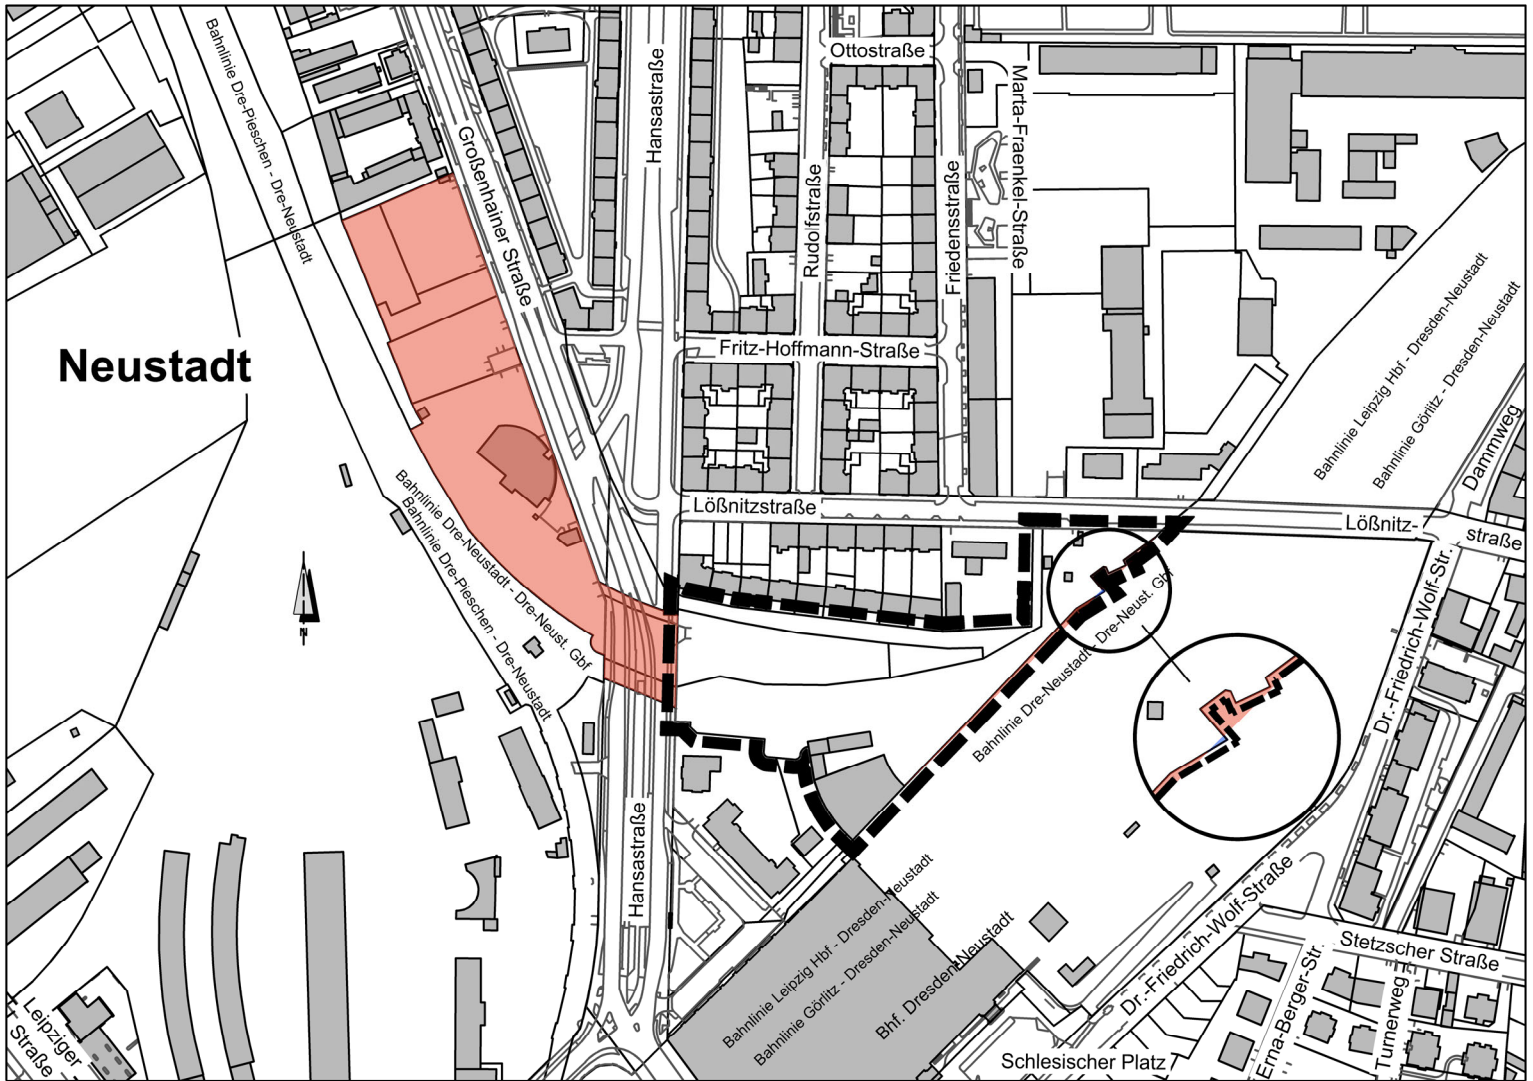 Ottostraße
Bahnlinie Dre-Pieschen - Dre-Neustadt
Großenhainer Straße
Hansastraße
Rudolfstraße
Friedensstraße
Marta-Fraenkel-Straße
Neustadt
Fritz-Hoffmann-Straße
Bahnlinie Leipzig Hbf - Dresden-Neustadt
Bahnlinie Görlitz - Dresden-Neustadt
Dammweg
Lößnitzstraße
Lößnitz-
straße
Bahnlinie Dre-Neustadt - Dre-Neust. Gbf
Bahnlinie Dre-Pieschen - Dre-Neustadt
N
Bahnlinie Dre-Neustadt - Dre-Neust. Gbf
Dr.-Friedrich-Wolf-Str.
Hansastraße
Bahnlinie Leipzig Hbf - Dresden-Neustadt
Bahnlinie Görlitz - Dresden-Neustadt
Bhf. Dresden-Neustadt
Dr.-Friedrich-Wolf-Straße
Stetzscher Straße
Erna-Berger-Str.
Turnerweg
Leipziger
Straße
Schlesischer Platz